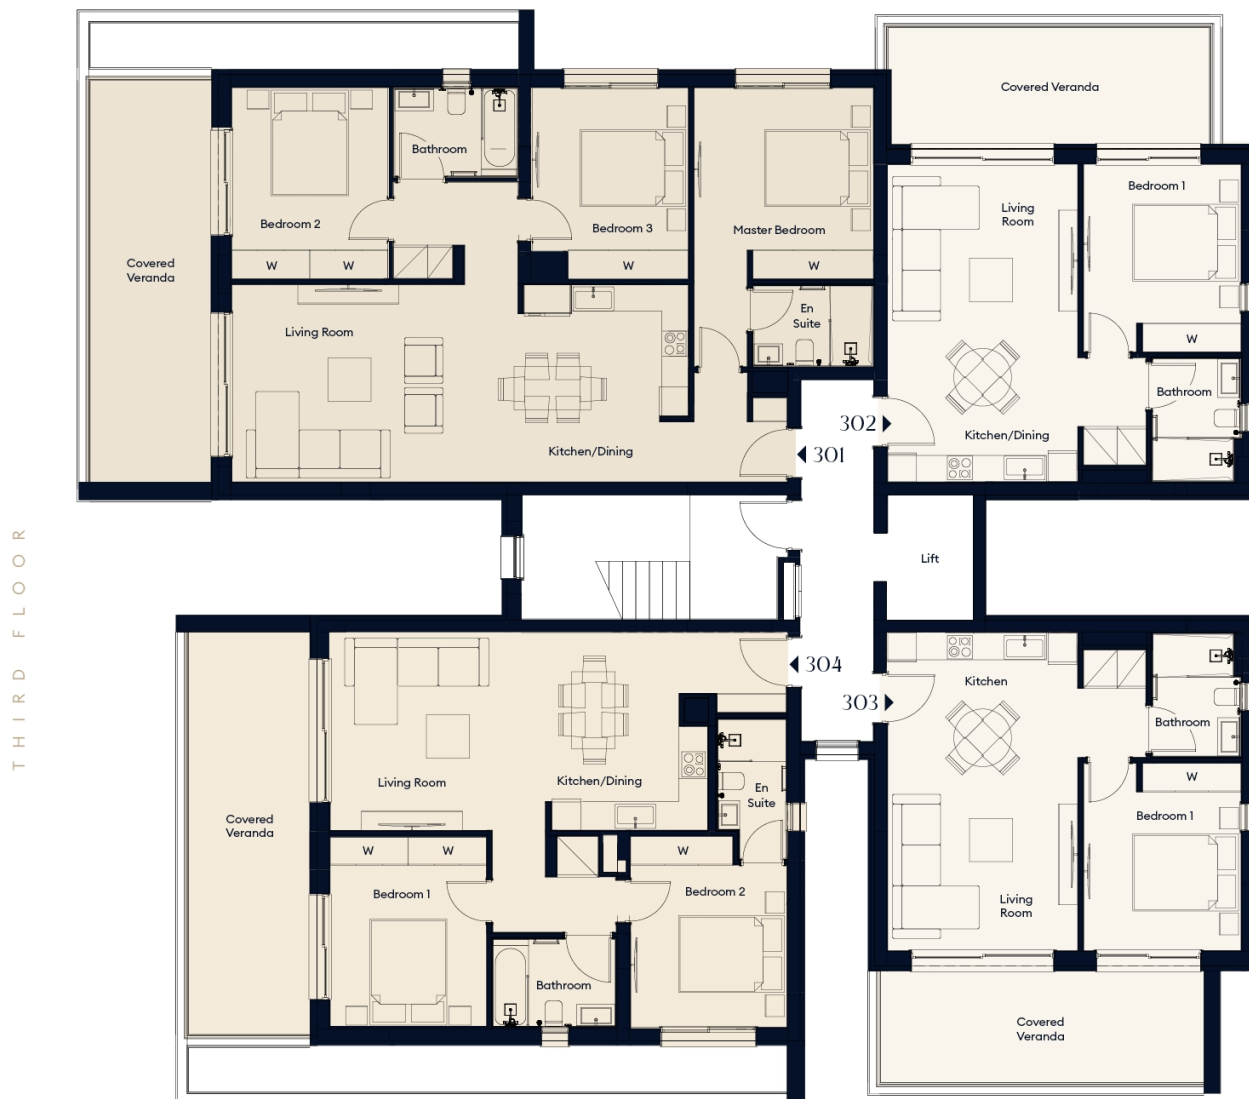 THIRD FLOOR
Covered Veranda
Bathroom
Bedroom 2
Bedroom 3
Master Bedroom
W
W
W
W
Covered
Veranda
Living Room
En
Suite
Kitchen/Dining
301
302
Bedroom 1
Living
Room
W
Bathroom
Kitchen/Dining
Lift
304
303
Living Room
Kitchen/Dining
En
Suite
Covered
Veranda
W
W
W
Bedroom 1
Bedroom 2
Bathroom
Kitchen
Bathroom
W
Bedroom 1
Living
Room
Covered
Veranda